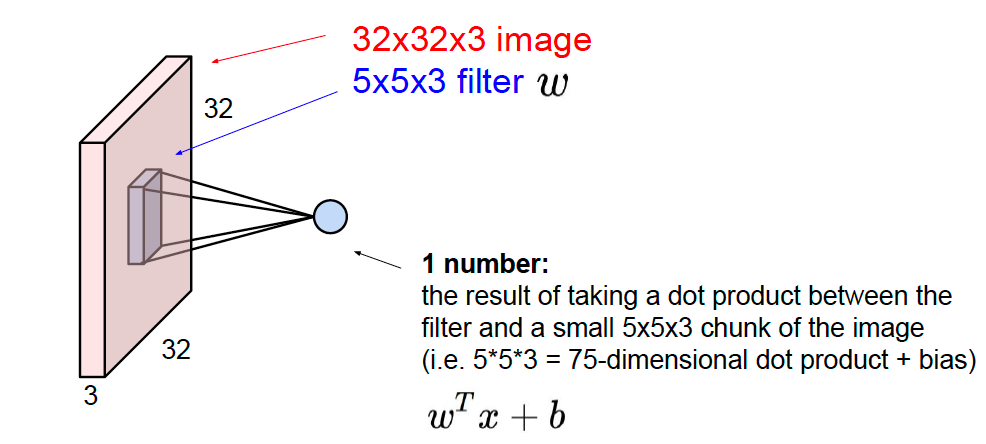 32x32x3 image
5x5x3 filter w
32
32
3
1 number:
the result of taking a dot product between the
filter and a small 5x5x3 chunk of the image
(i.e. 5*5*3 = 75-dimensional dot product + bias)
w^T x + b